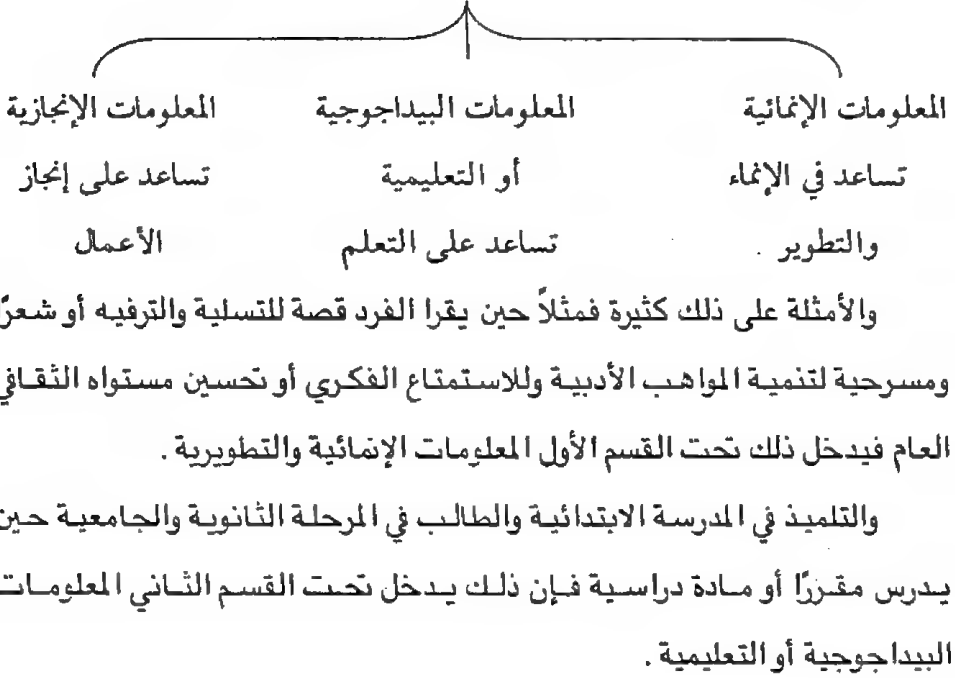 المعلومات الإنمائية المعلومات البيداجوجية المعلومات الإنجازية
تساعد في الإنماء أو التعليمية تساعد على إنجاز
والتطوير . تساعد على التعلم الأعمال
والأمثلة على ذلك كثيرة فمثلاً حين يقرا الفرد قصة للتسلية والترفيه أو شعرًا
ومسرحية لتنمية المواهب الأدبية وللاستمتاع الفكري أو تحسين مستواه الثقافي
العام فيدخل ذلك تحت القسم الأول المعلومات الإنمائية والتطويرية .
والتلميذ في المدرسة الابتدائية والطالب في المرحلة الثانوية والجامعية حين
يدرس مقررًا أو مادة دراسية فإن ذلك يدخل تحت القسم الثاني المعلومات
البيداجوجية أو التعليمية .